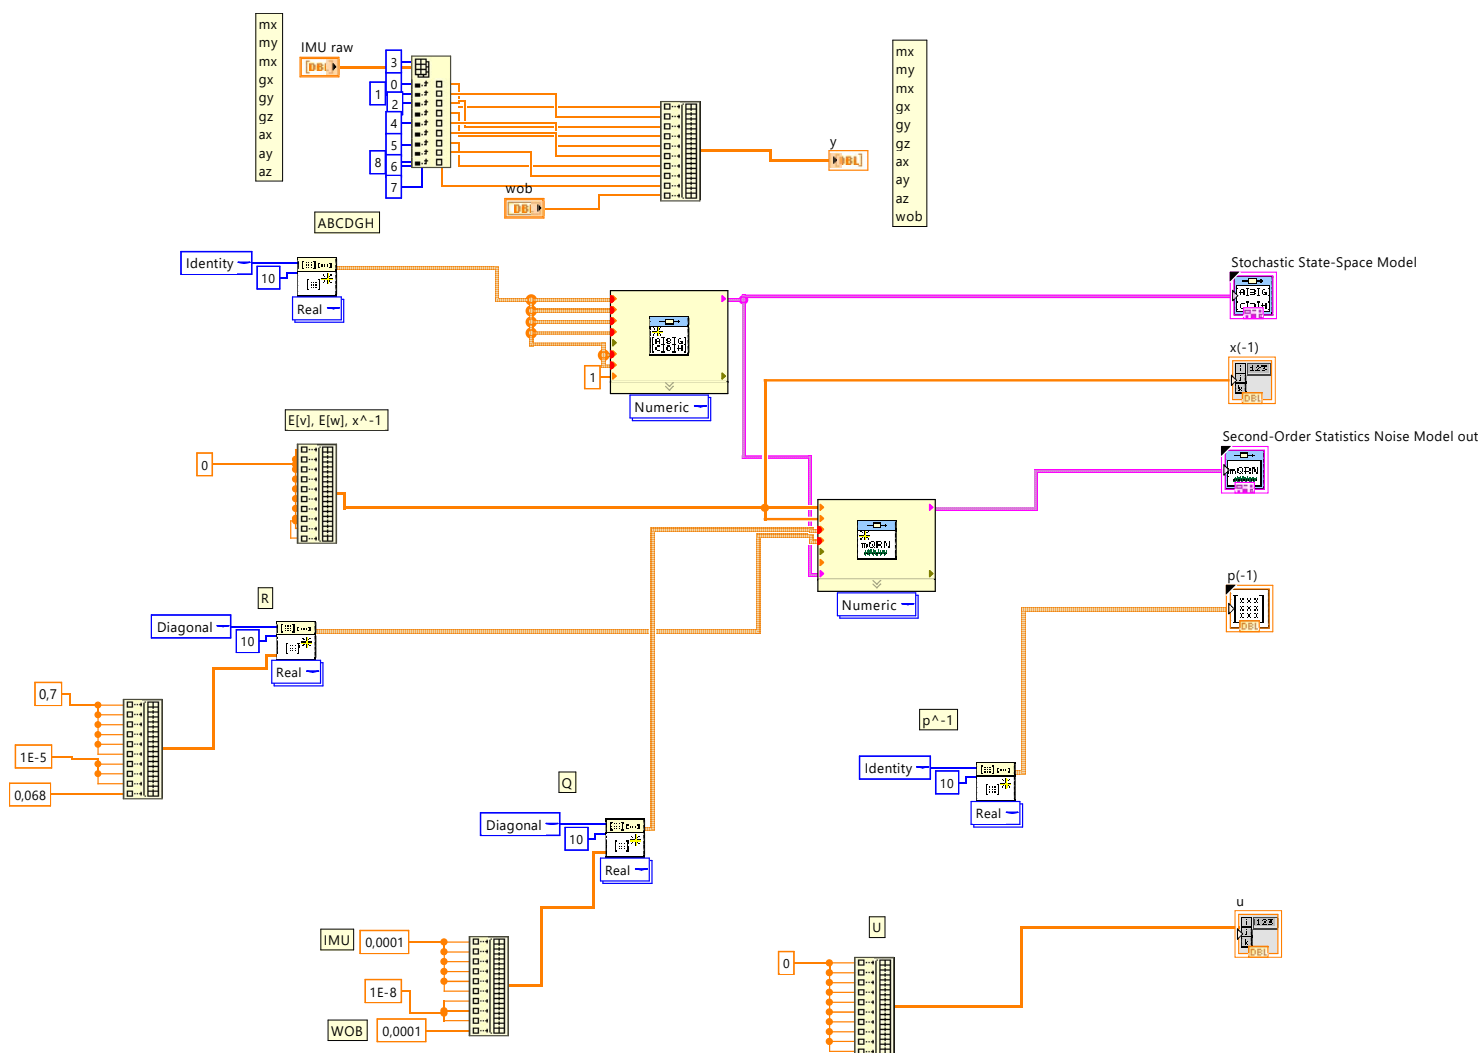 mx
my
mx
gx
gy
gz
ax
ay
az
IMU raw
DBL
3
0
1
2
4
5
8
6
7
wob
DBL
y
DBL
mx
my
mx
gx
gy
gz
ax
ay
az
wob
ABCDGH
Identity
10
Real
1
Numeric
Stochastic State-Space Model
x(-1)
123
DBL
E[v], E[w], x^-1
0
Second-Order Statistics Noise Model out
mQRN
mQRN
Numeric
R
Diagonal
10
Real
0,7
1E-5
0,068
p(-1)
DBL
p^-1
Identity
10
Real
Q
Diagonal
10
Real
IMU
0,0001
1E-8
WOB
0,0001
U
0
u
123
DBL